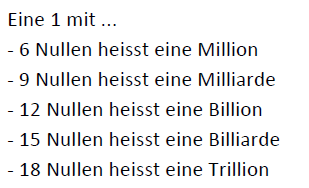 Eine 1 mit ...
- 6 Nullen heisst eine Million
- 9 Nullen heisst eine Milliarde
- 12 Nullen heisst eine Billion
- 15 Nullen heisst eine Billiarde
- 18 Nullen heisst eine Trillion